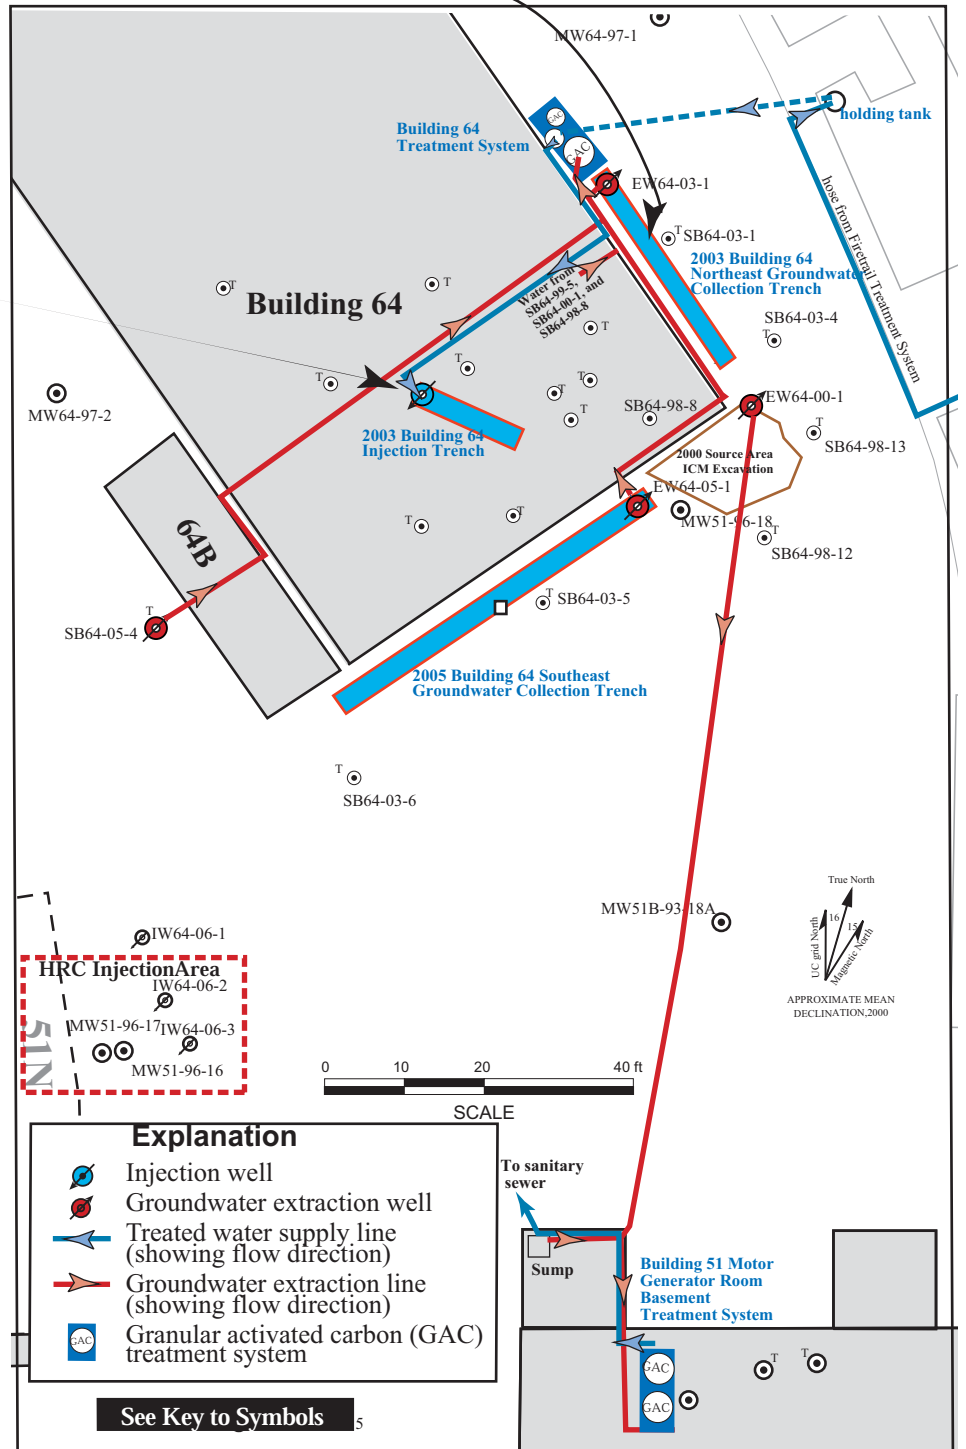 MW64-97-1
holding tank
Building 64
Treatment System
GAC
GAC
EW64-03-1
hose from Firetrail Treatment System
T
SB64-03-1
2003 Building 64
Northeast Groundwater
Collection Trench
Water from
SB64-99-5,
SB64-00-1, and
SB64-98-8
T
T
Building 64
SB64-03-4
T
T
T
T
T
T
T
MW64-97-2
SB64-98-8
EW64-00-1
T
SB64-98-13
2003 Building 64
Injection Trench
2000 Source Area
ICM Excavation
EW64-05-1
MW51-96-18
T
T
T
SB64-98-12
64B
T
SB64-05-4
T
SB64-03-5
2005 Building 64 Southeast
Groundwater Collection Trench
T
SB64-03-6
True North
16
15
UC grid North
Magnetic North
APPROXIMATE MEAN
DECLINATION,2000
MW51B-93-18A
IW64-06-1
HRC InjectionArea
IW64-06-2
MW51-96-17
IW64-06-3
MW51-96-16
51N
0
10
20
40 ft
SCALE
Explanation
Injection well
Groundwater extraction well
Treated water supply line
(showing flow direction)
Groundwater extraction line
(showing flow direction)
GAC
Granular activated carbon (GAC)
treatment system
To sanitary
sewer
Sump
Building 51 Motor
Generator Room
Basement
Treatment System
GAC
GAC
T
T
See Key to Symbols
5